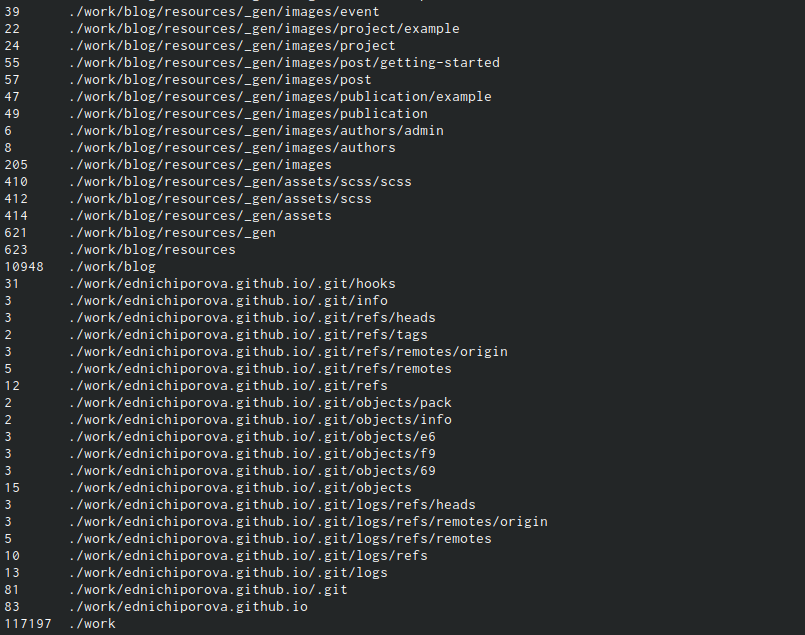 39 ./work/blog/resources/_gen/images/event
22 ./work/blog/resources/_gen/images/project/example
24 ./work/blog/resources/_gen/images/project
55 ./work/blog/resources/_gen/images/post/getting-started
57 ./work/blog/resources/_gen/images/post
47 ./work/blog/resources/_gen/images/publication/example
49 ./work/blog/resources/_gen/images/publication
6 ./work/blog/resources/_gen/images/authors/admin
8 ./work/blog/resources/_gen/images/authors
205 ./work/blog/resources/_gen/images
410 ./work/blog/resources/_gen/assets/scss/scss
412 ./work/blog/resources/_gen/assets/scss
414 ./work/blog/resources/_gen/assets
621 ./work/blog/resources/_gen
623 ./work/blog/resources
10948 ./work/blog
31 ./work/ednichiporova.github.io/.git/hooks
3 ./work/ednichiporova.github.io/.git/info
3 ./work/ednichiporova.github.io/.git/refs/heads
2 ./work/ednichiporova.github.io/.git/refs/tags
3 ./work/ednichiporova.github.io/.git/refs/remotes/origin
5 ./work/ednichiporova.github.io/.git/refs/remotes
12 ./work/ednichiporova.github.io/.git/refs
2 ./work/ednichiporova.github.io/.git/objects/pack
2 ./work/ednichiporova.github.io/.git/objects/info
3 ./work/ednichiporova.github.io/.git/objects/e6
3 ./work/ednichiporova.github.io/.git/objects/f9
3 ./work/ednichiporova.github.io/.git/objects/69
15 ./work/ednichiporova.github.io/.git/objects
3 ./work/ednichiporova.github.io/.git/logs/refs/heads
3 ./work/ednichiporova.github.io/.git/logs/refs/remotes/origin
5 ./work/ednichiporova.github.io/.git/logs/refs/remotes
10 ./work/ednichiporova.github.io/.git/logs/refs
13 ./work/ednichiporova.github.io/.git/logs
81 ./work/ednichiporova.github.io/.git
83 ./work/ednichiporova.github.io
117197 ./work